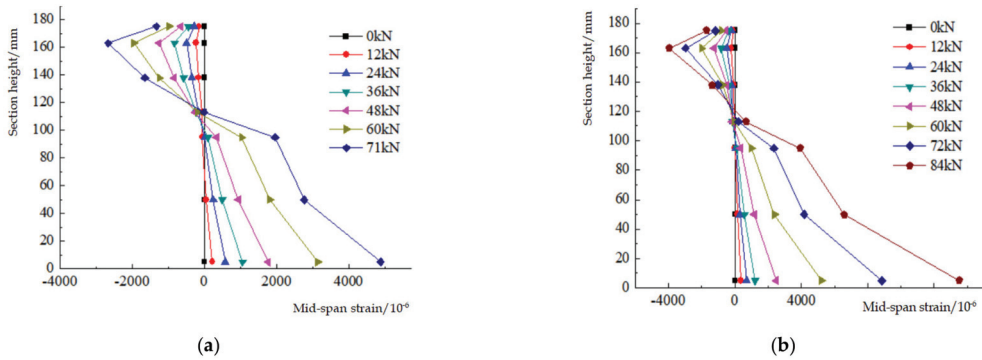 180
160
140
120
100
80
60
40
20
0
Section height/ mm
-4000
-2000
0
2000
4000
Mid-span strain/10⁻⁶
0kN
12kN
24kN
36kN
48kN
60kN
71kN
(a)
200
180
160
140
120
100
80
60
40
20
0
Section height/mm
-4000
0
4000
Mid-span strain/10⁻⁶
0kN
12kN
24kN
36kN
48kN
60kN
72kN
84kN
(b)